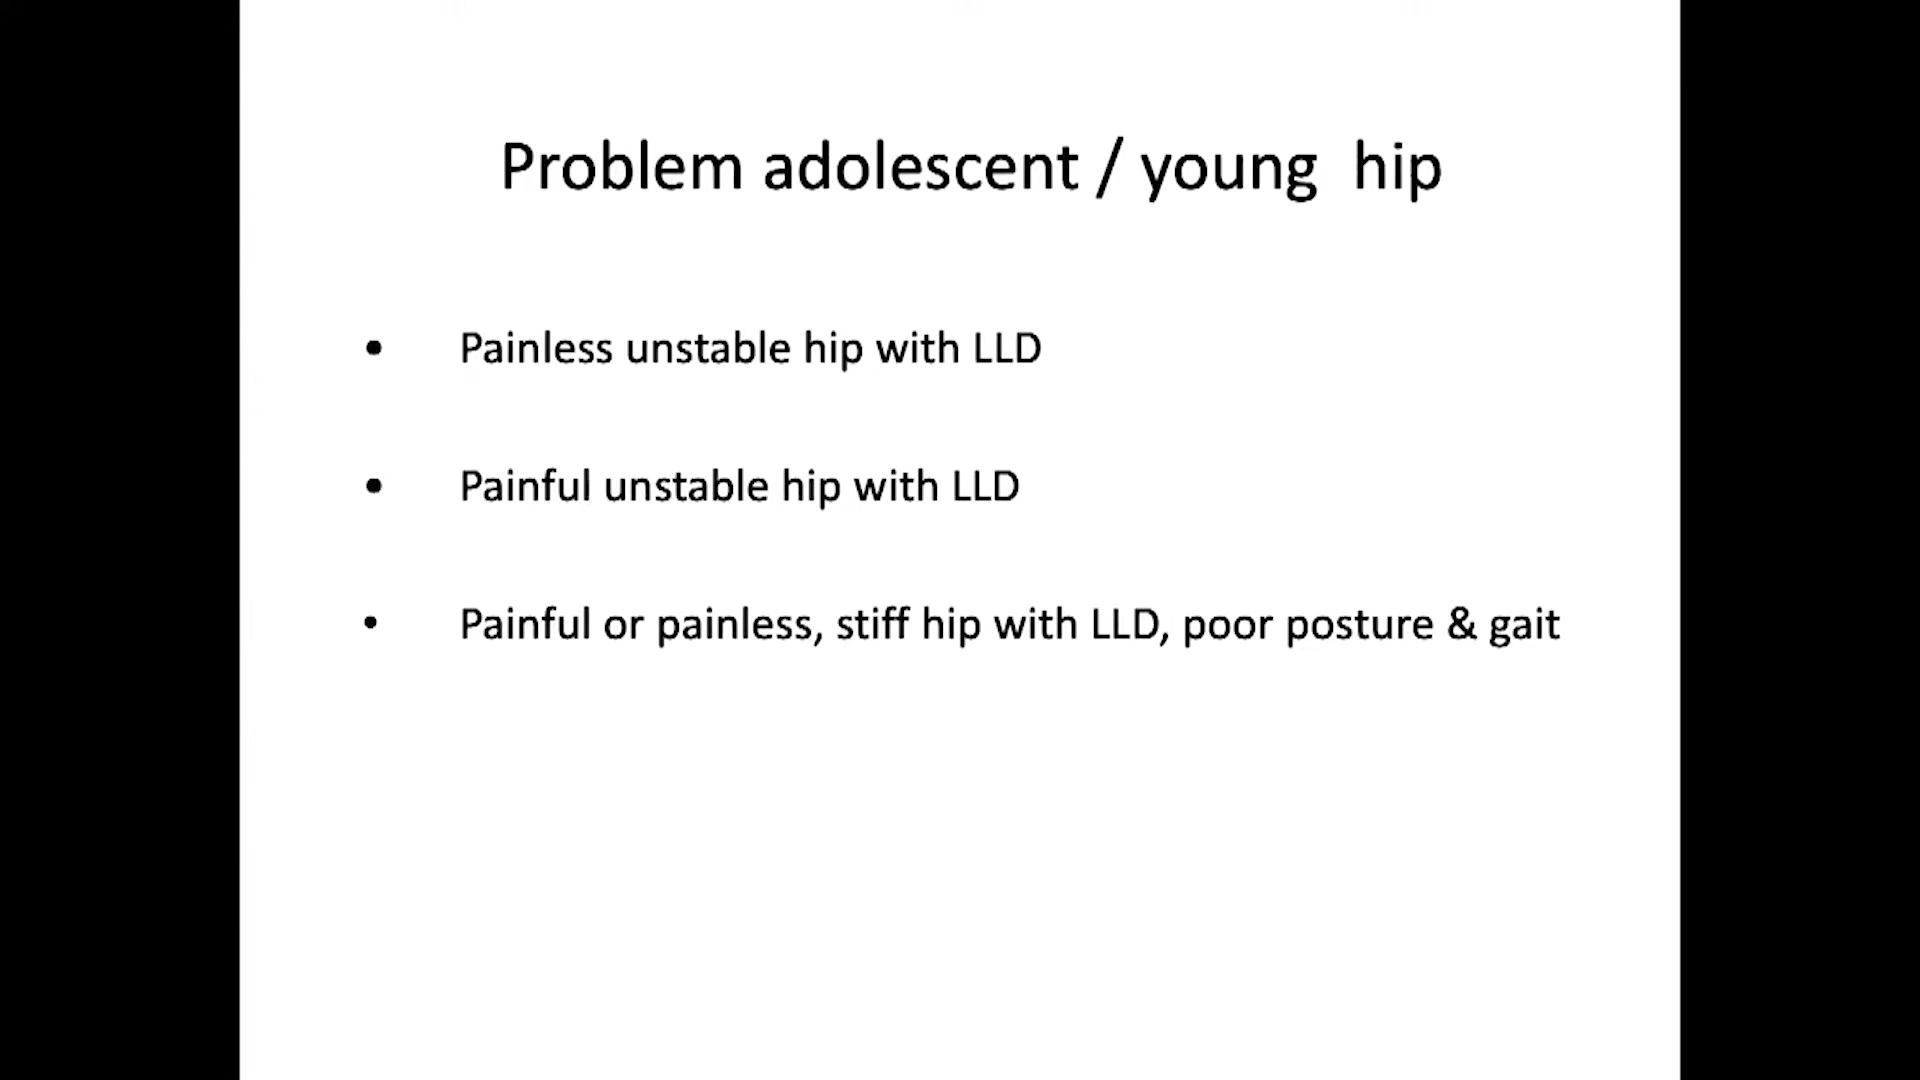 Problem adolescent / young  hip
• Painless unstable hip with LLD
• Painful unstable hip with LLD
• Painful or painless, stiff hip with LLD, poor posture & gait